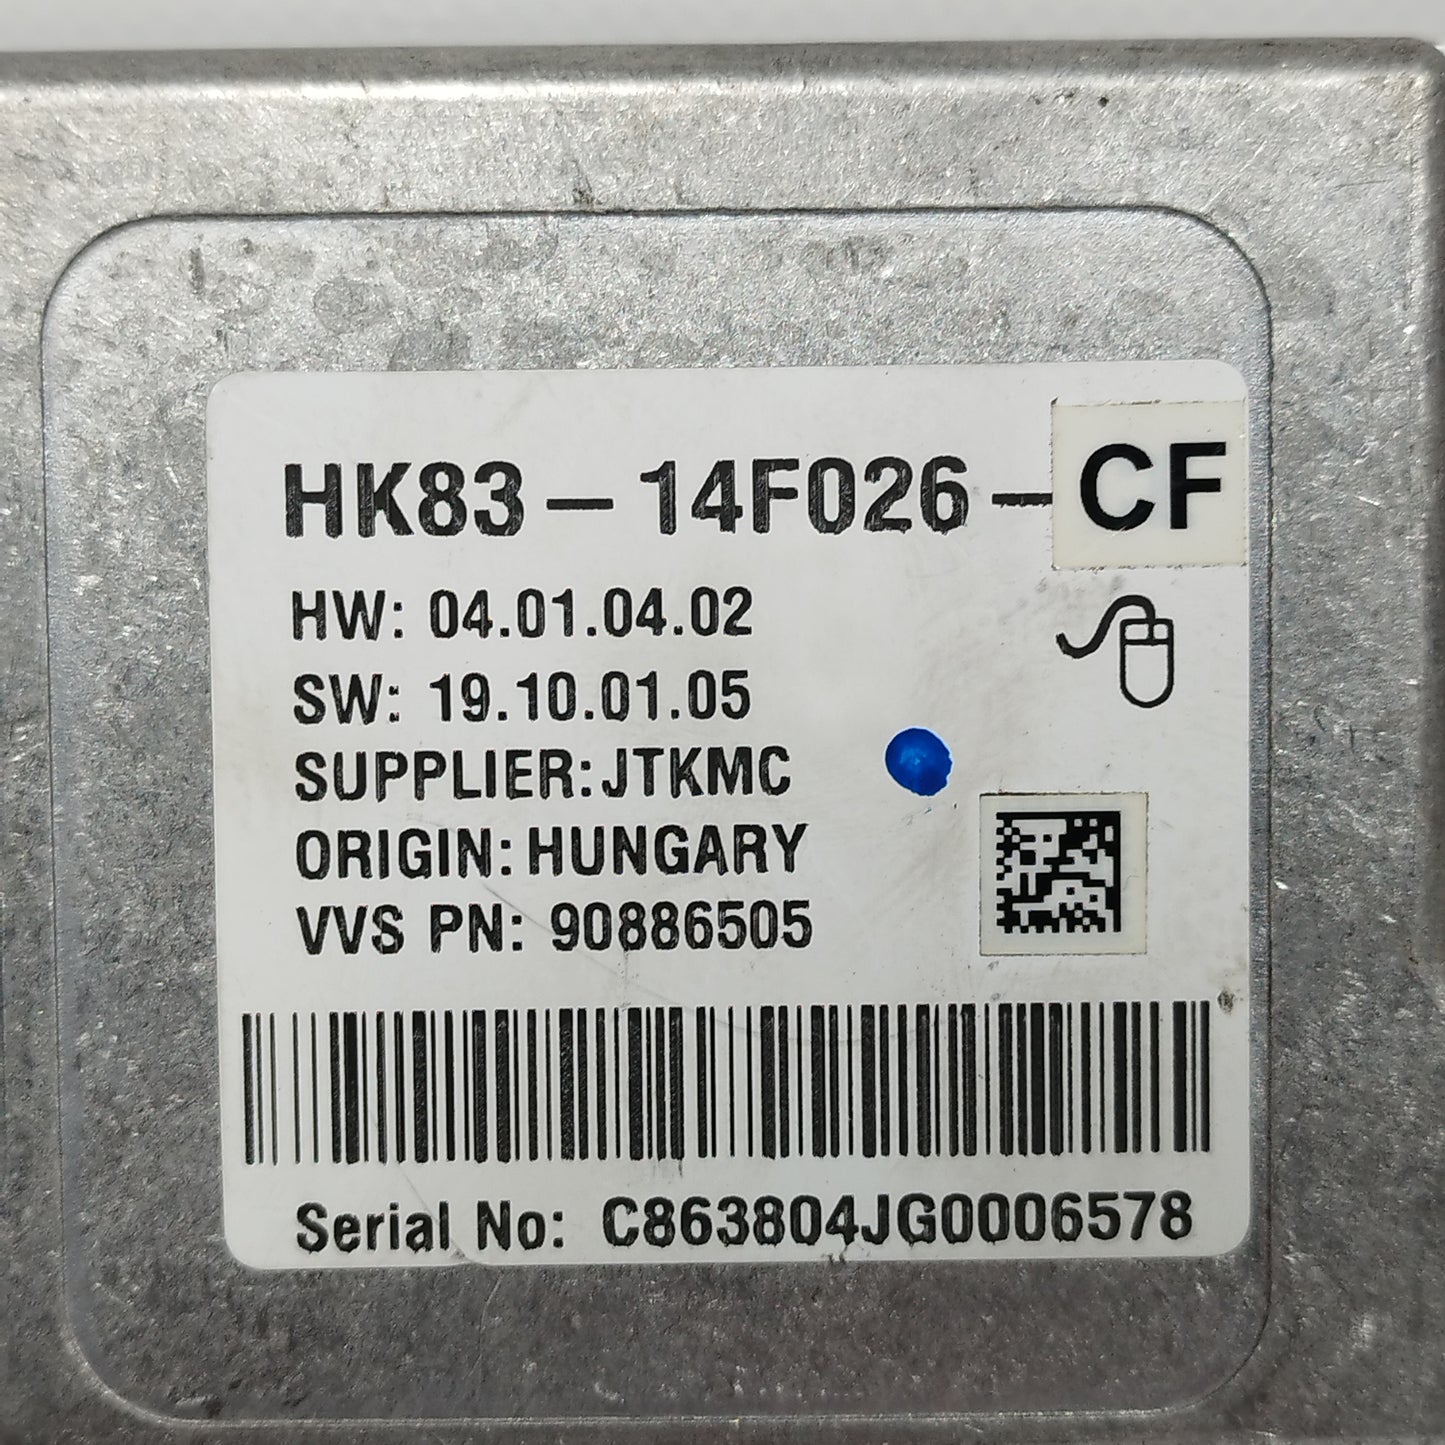 HK83-14F026-CF
HW: 04.01.04.02
SW: 19.10.01.05
SUPPLIER:JTKMC
ORIGIN: HUNGARY
VVS PN: 90886505
Serial No: C863804JG0006578